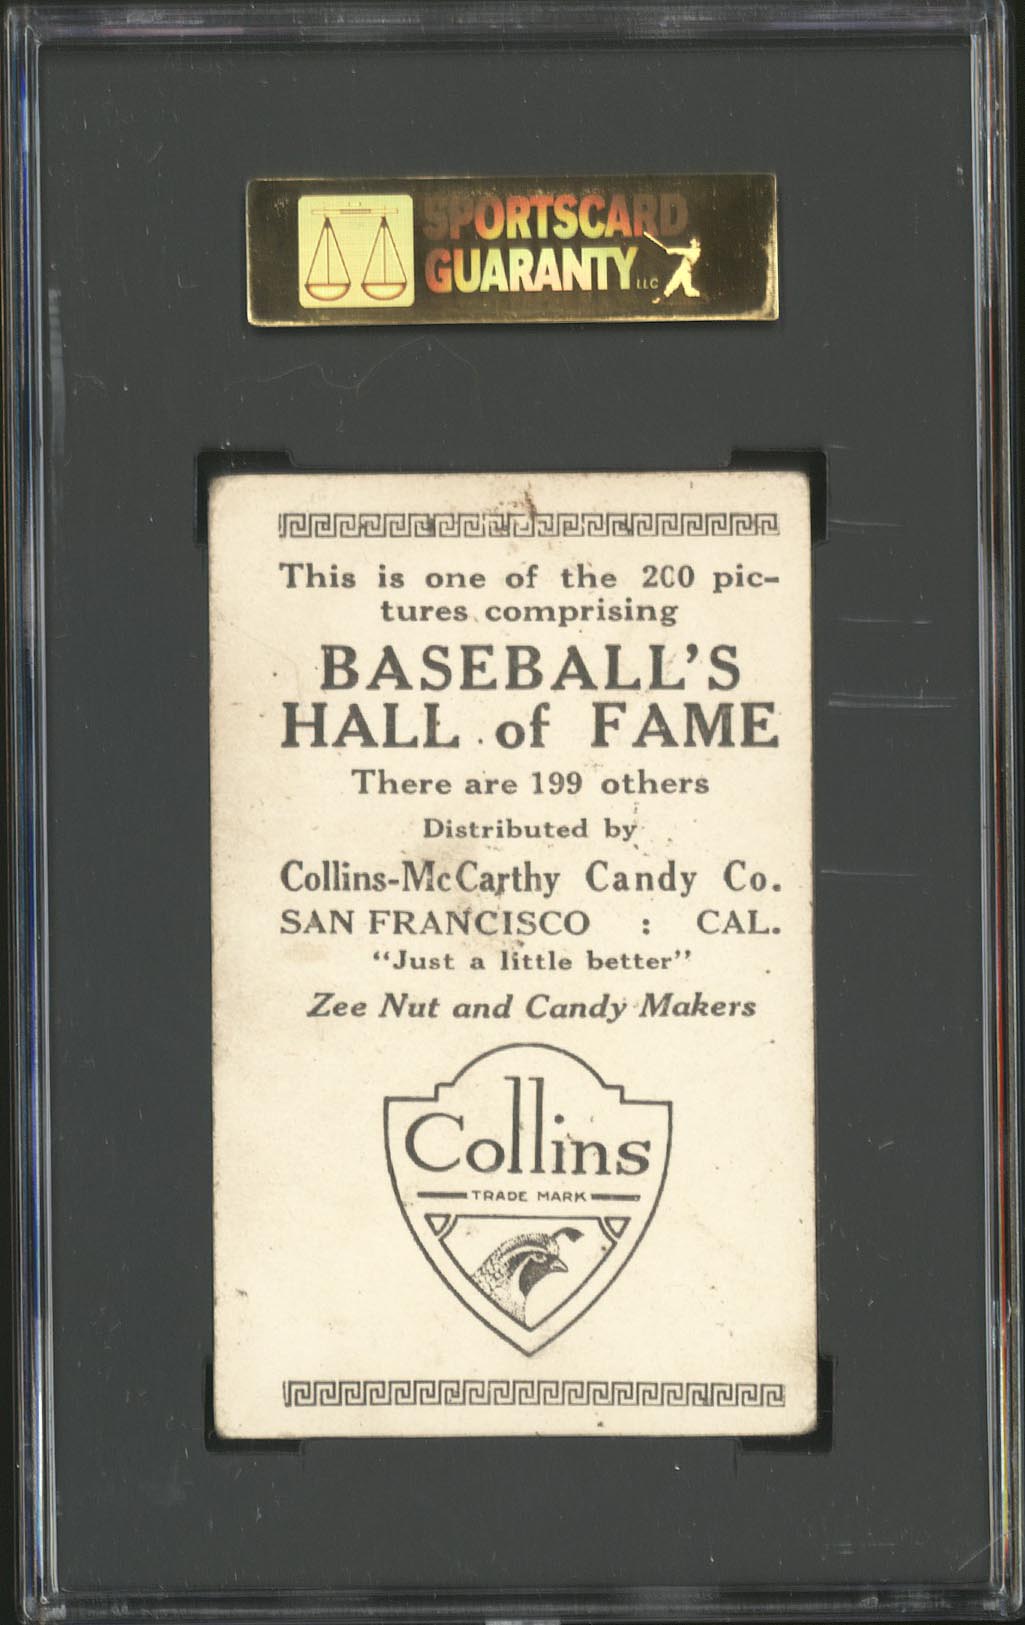 SPORTSCARD
GUARANTY LLC
This is one of the 200 pic-
tures comprising
BASEBALL'S
HALL of FAME
There are 199 others
Distributed by
Collins-McCarthy Candy Co.
SAN FRANCISCO : CAL.
"Just a little better"
Zee Nut and Candy Makers
Collins
TRADE MARK